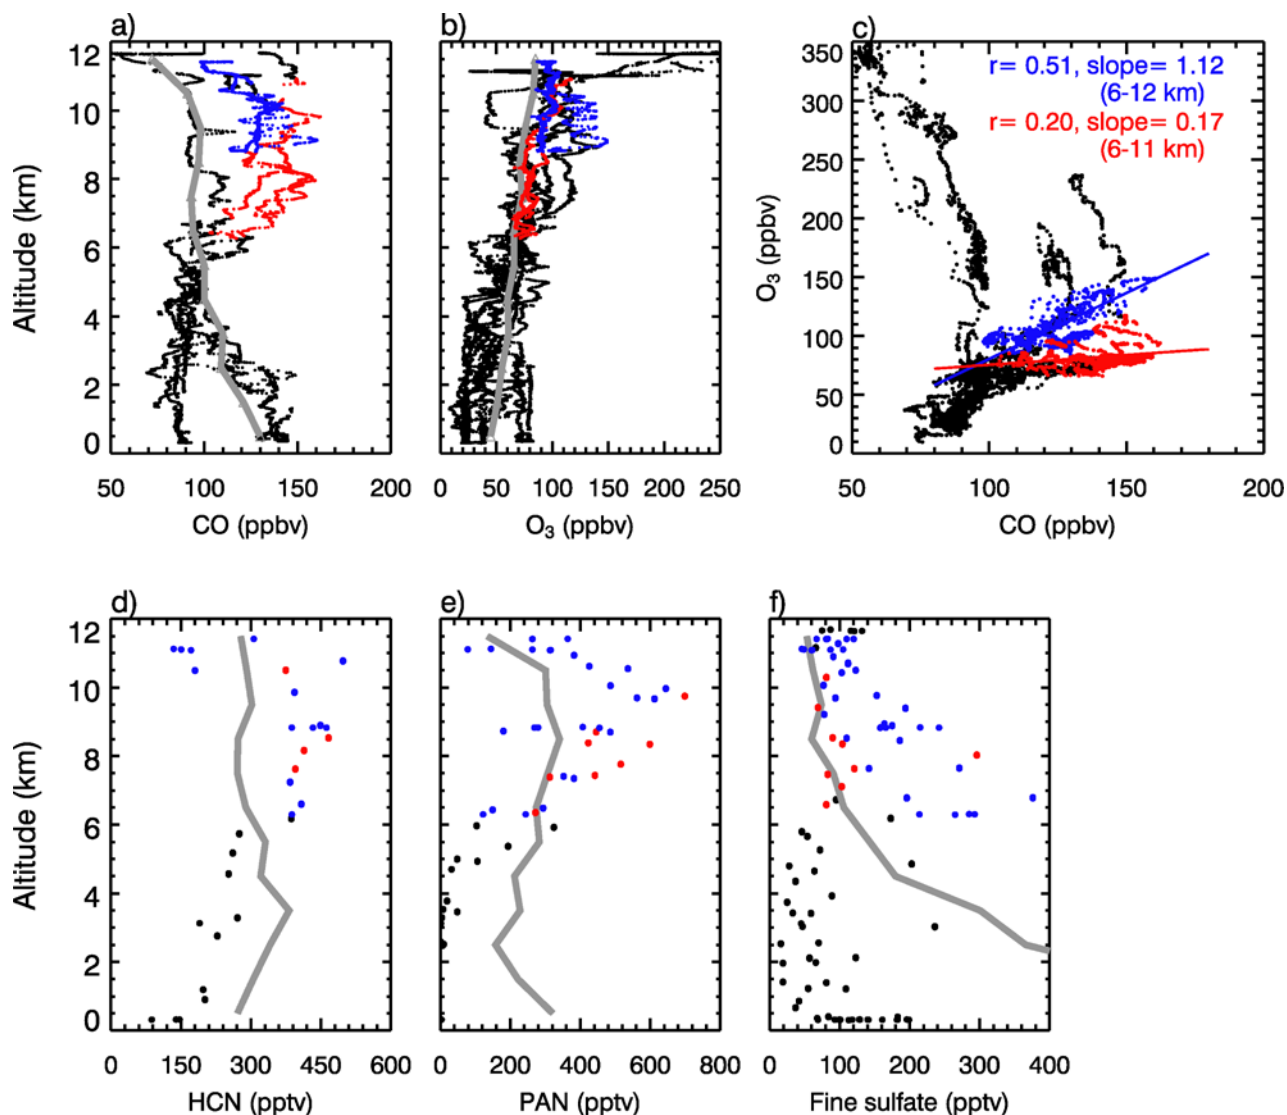 a)
12
10
8
6
4
2
0
Altitude (km)
50
100
150
200
CO (ppbv)
b)
0
50
100
150
200
250
O3 (ppbv)
c)
350
300
250
200
150
100
50
0
O3 (ppbv)
r= 0.51, slope= 1.12
(6-12 km)
r= 0.20, slope= 0.17
(6-11 km)
50
100
150
200
CO (ppbv)
d)
12
10
8
6
4
2
0
Altitude (km)
0
150
300
450
600
HCN (pptv)
e)
0
200
400
600
800
PAN (pptv)
f)
0
100
200
300
400
Fine sulfate (pptv)